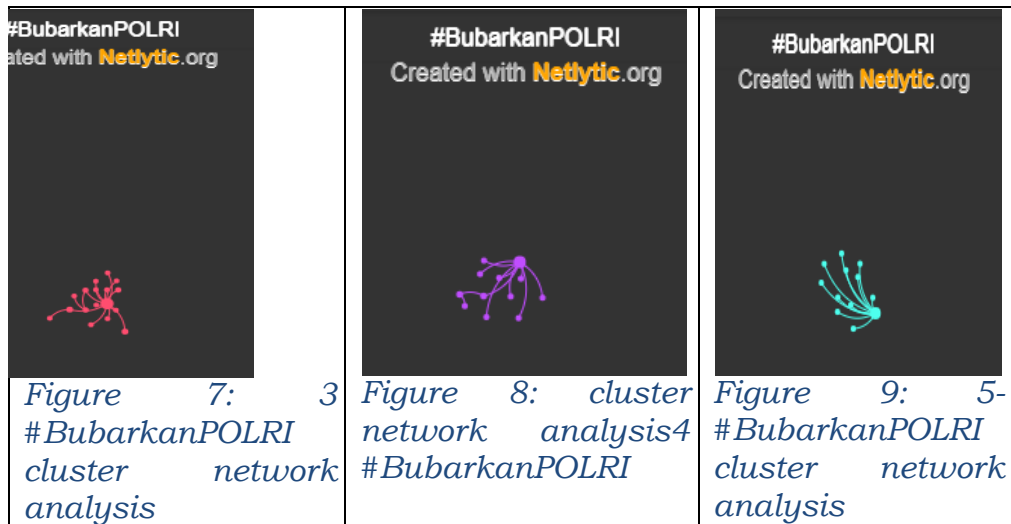 #BubarkanPOLRI
ated with Netlytic.org
Figure 7: 3
#BubarkanPOLRI
cluster network
analysis
#BubarkanPOLRI
Created with Netlytic.org
Figure 8: cluster
network analysis4
#BubarkanPOLRI
#BubarkanPOLRI
Created with Netlytic.org
Figure 9: 5-
#BubarkanPOLRI
cluster network
analysis